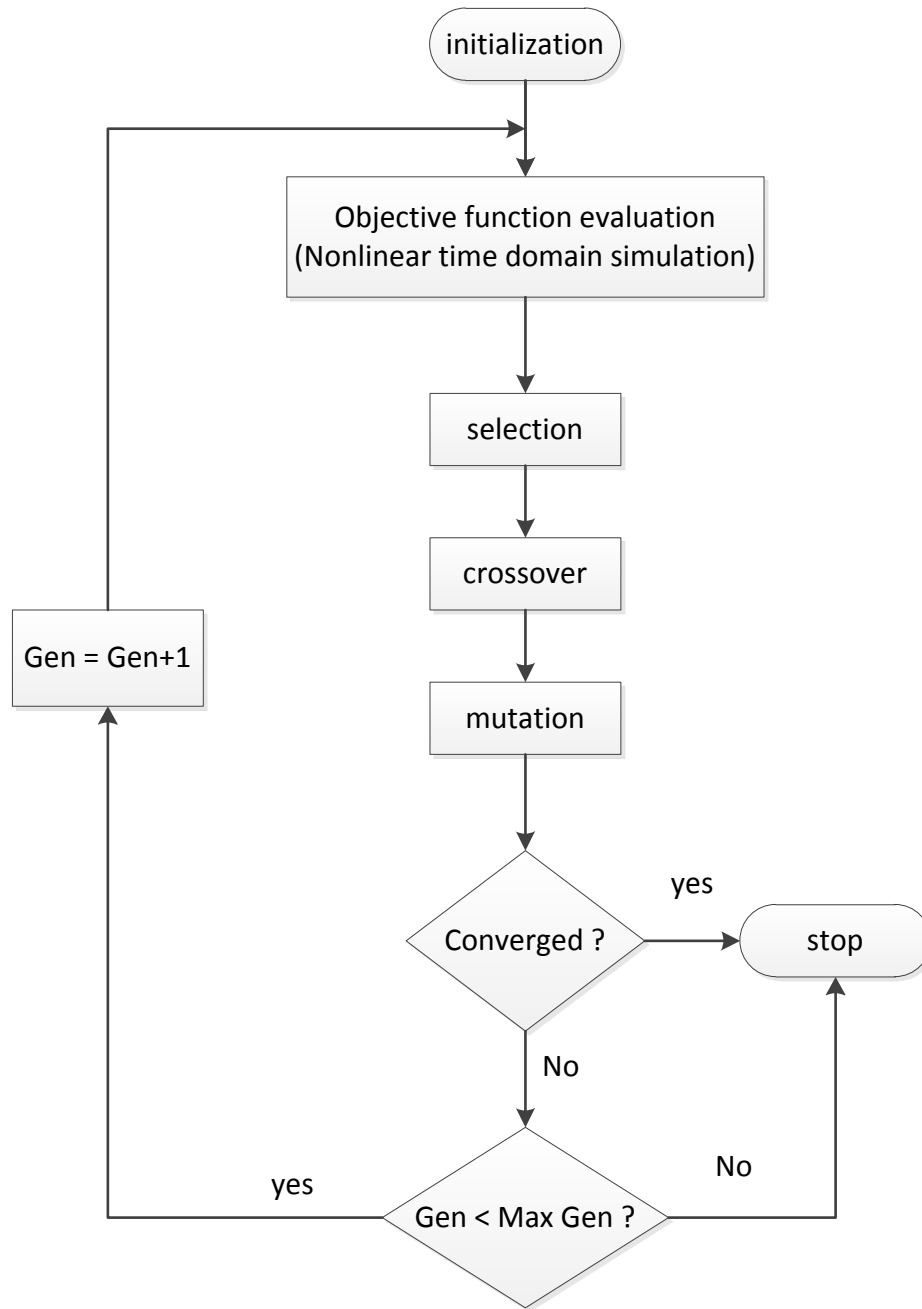 initialization
Objective function evaluation
(Nonlinear time domain simulation)
selection
crossover
Gen = Gen+1
mutation
yes
Converged ?
stop
No
No
yes
Gen < Max Gen ?